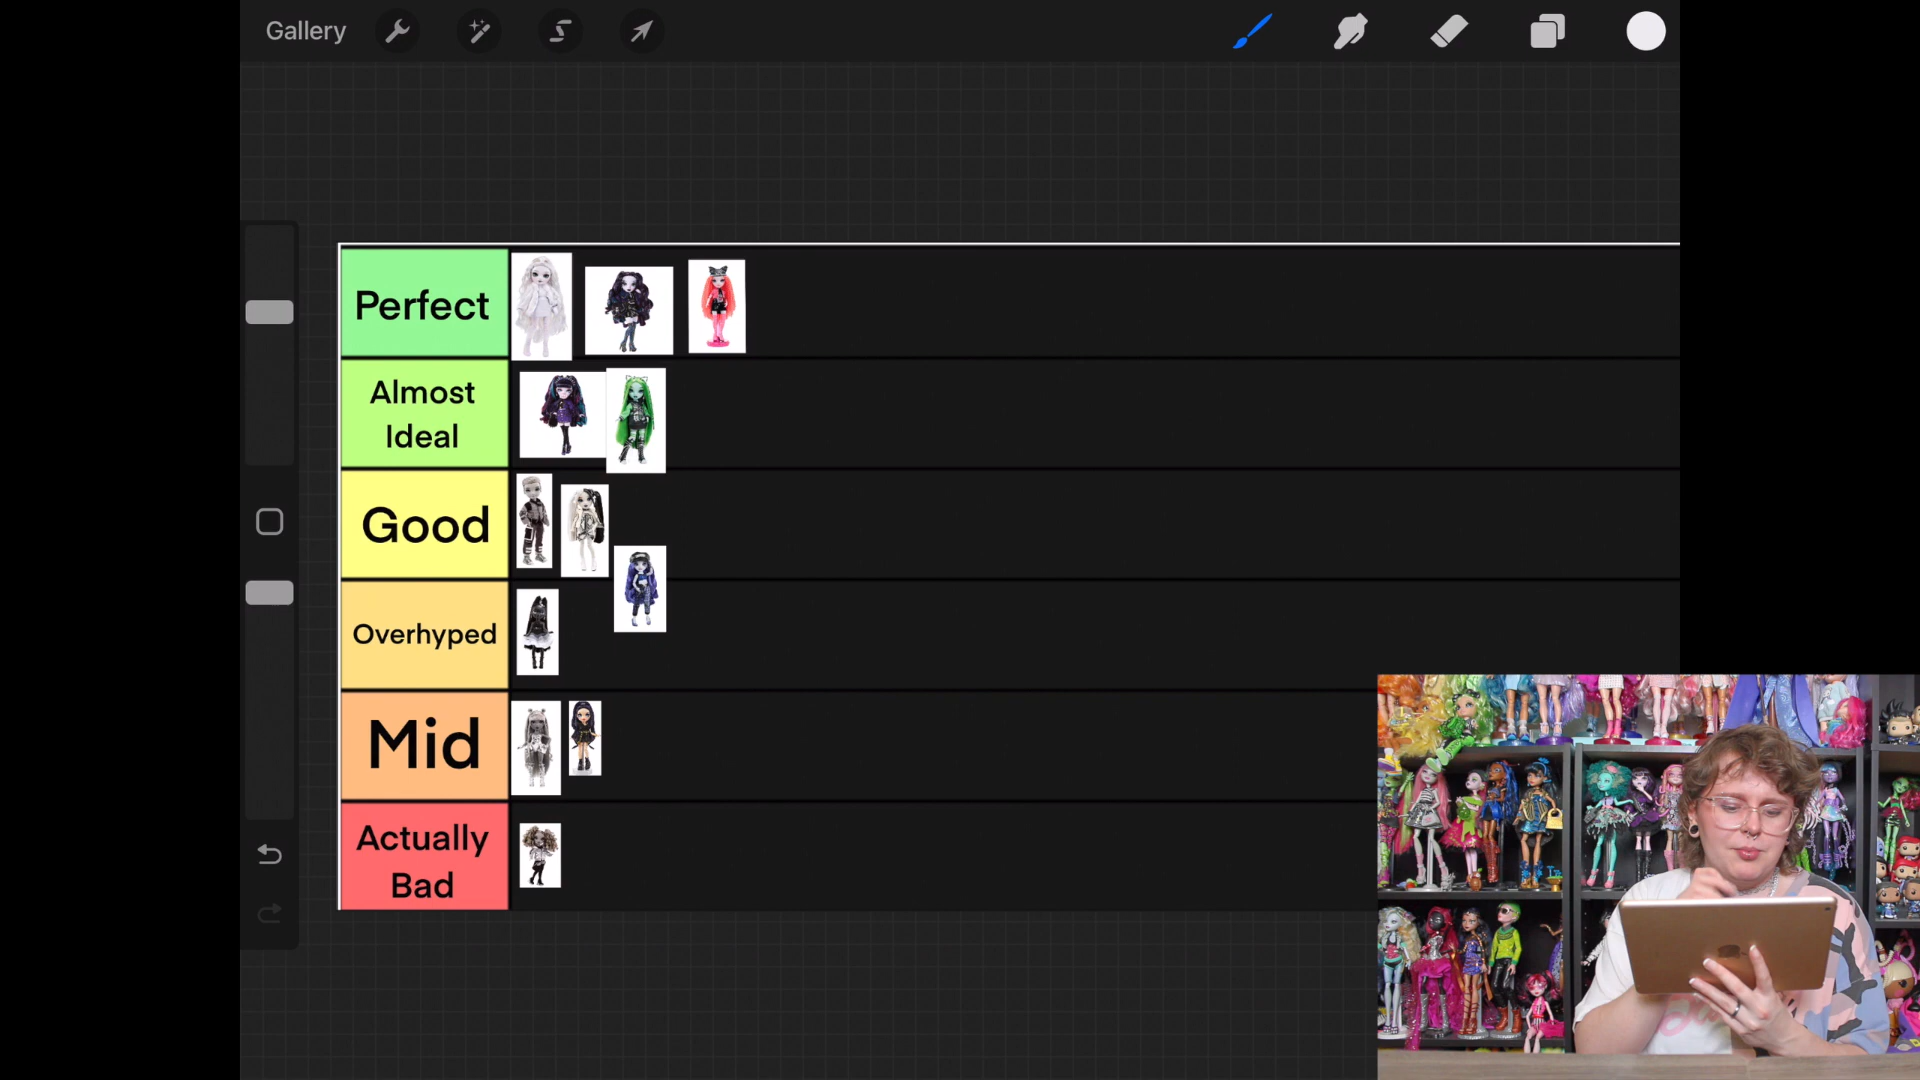 Gallery
Perfect
Almost
Ideal
Good
Overhyped
Mid
Actually
Bad